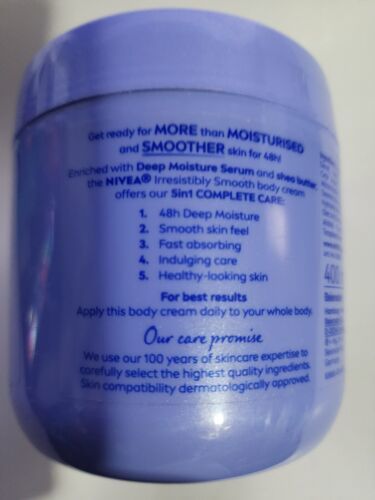 Get ready for MORE than MOISTURISED
and SMOOTHER skin for 48h!
Enriched with Deep Moisture Serum and shea butter,
the NIVEA® Irresistibly Smooth body cream
offers our 5in1 COMPLETE CARE:
1. 48h Deep Moisture
2. Smooth skin feel
3. Fast absorbing
4. Indulging care
5. Healthy-looking skin
For best results
Apply this body cream daily to your whole body.
Our care promise
We use our 100 years of skincare expertise to
carefully select the highest quality ingredients.
Skin compatibility dermatologically approved.